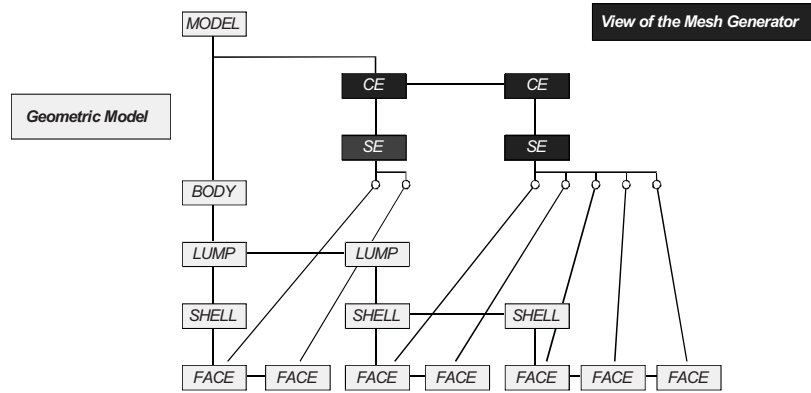 MODEL
View of the Mesh Generator
CE
CE
Geometric Model
SE
SE
BODY
LUMP
LUMP
SHELL
SHELL
SHELL
FACE
FACE
FACE
FACE
FACE
FACE
FACE